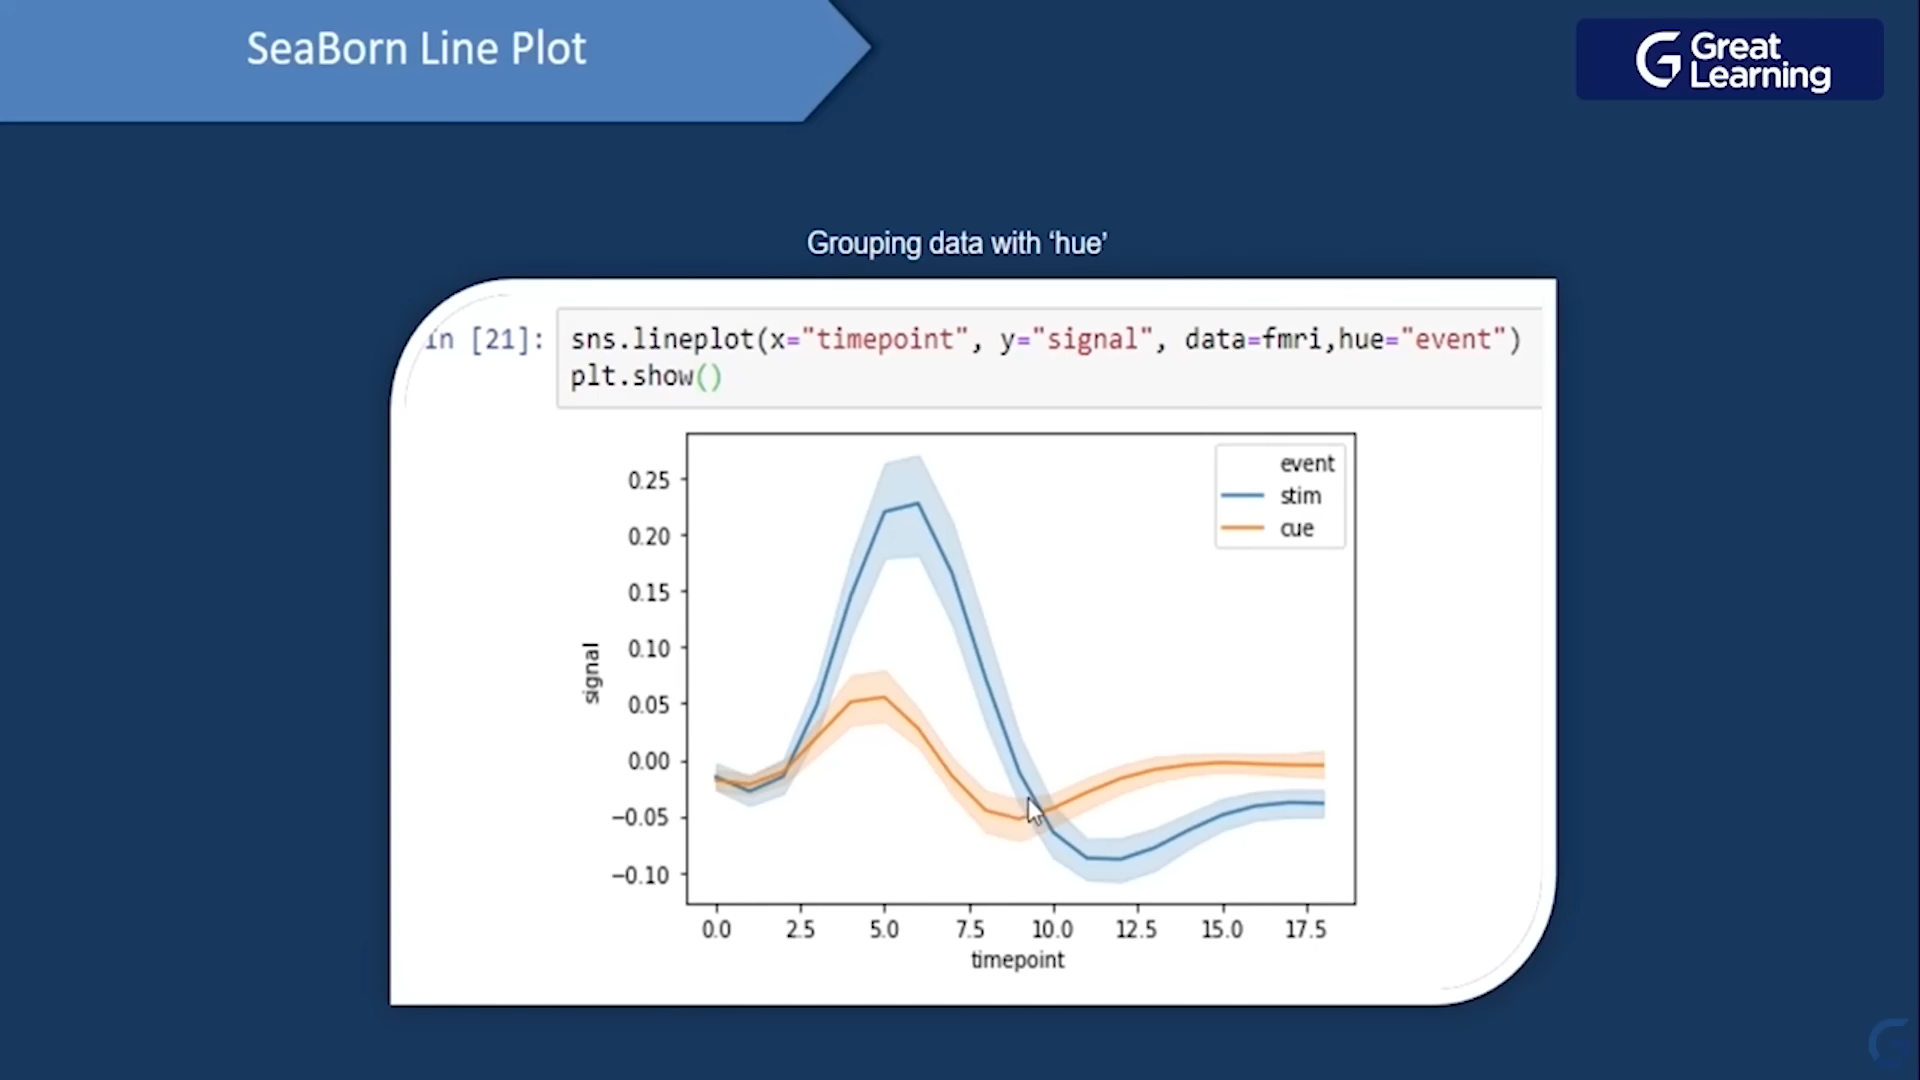 SeaBorn Line Plot
Great
Learning
Grouping data with ‘hue’
In [21]:
sns.lineplot(x="timepoint", y="signal", data=fmri,hue="event")
plt.show()
event
stim
cue
0.25
0.20
0.15
0.10
0.05
0.00
−0.05
−0.10
signal
0.0 2.5 5.0 7.5 10.0 12.5 15.0 17.5
timepoint